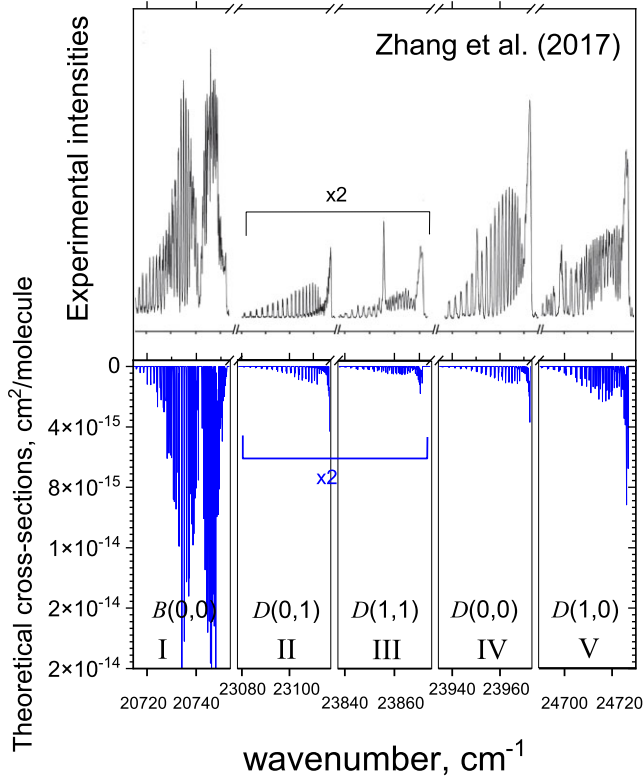 Zhang et al. (2017)
Experimental intensities
x2
Theoretical cross-sections, cm²/molecule
0
4×10⁻¹⁵
8×10⁻¹⁵
1×10⁻¹⁴
2×10⁻¹⁴
2×10⁻¹⁴
x2
B(0,0) D(0,1) D(1,1) D(0,0) D(1,0)
I II III IV V
23080 23100 23840 23860 23940 23960 24700 24720
20720 20740
wavenumber, cm⁻¹